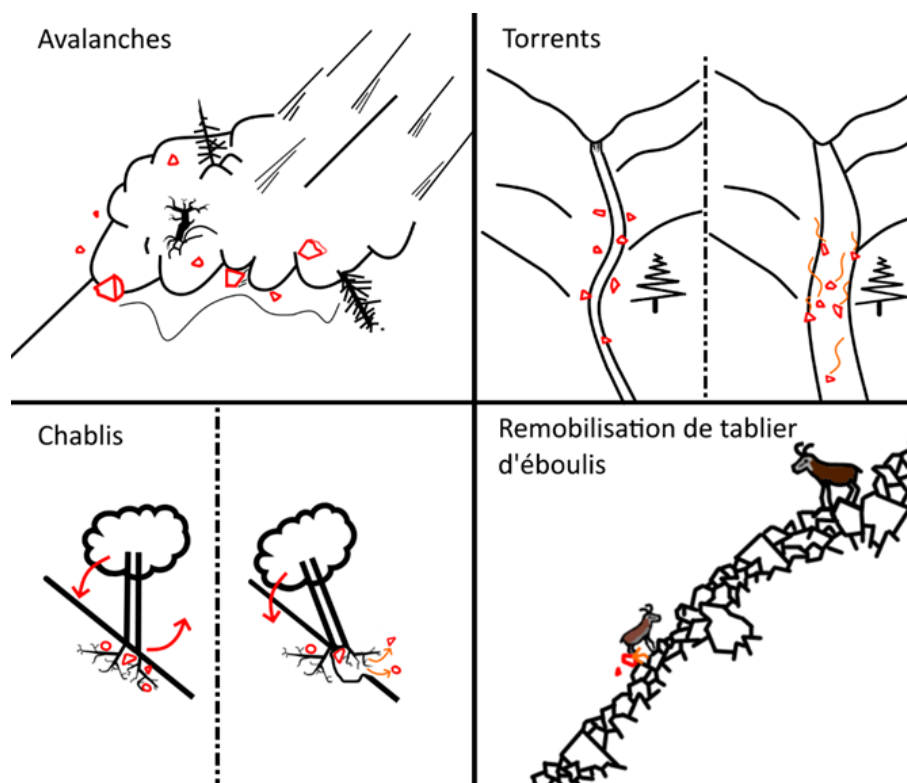 Avalanches
Torrents
Chablis
Remobilisation de tablier
d'éboulis